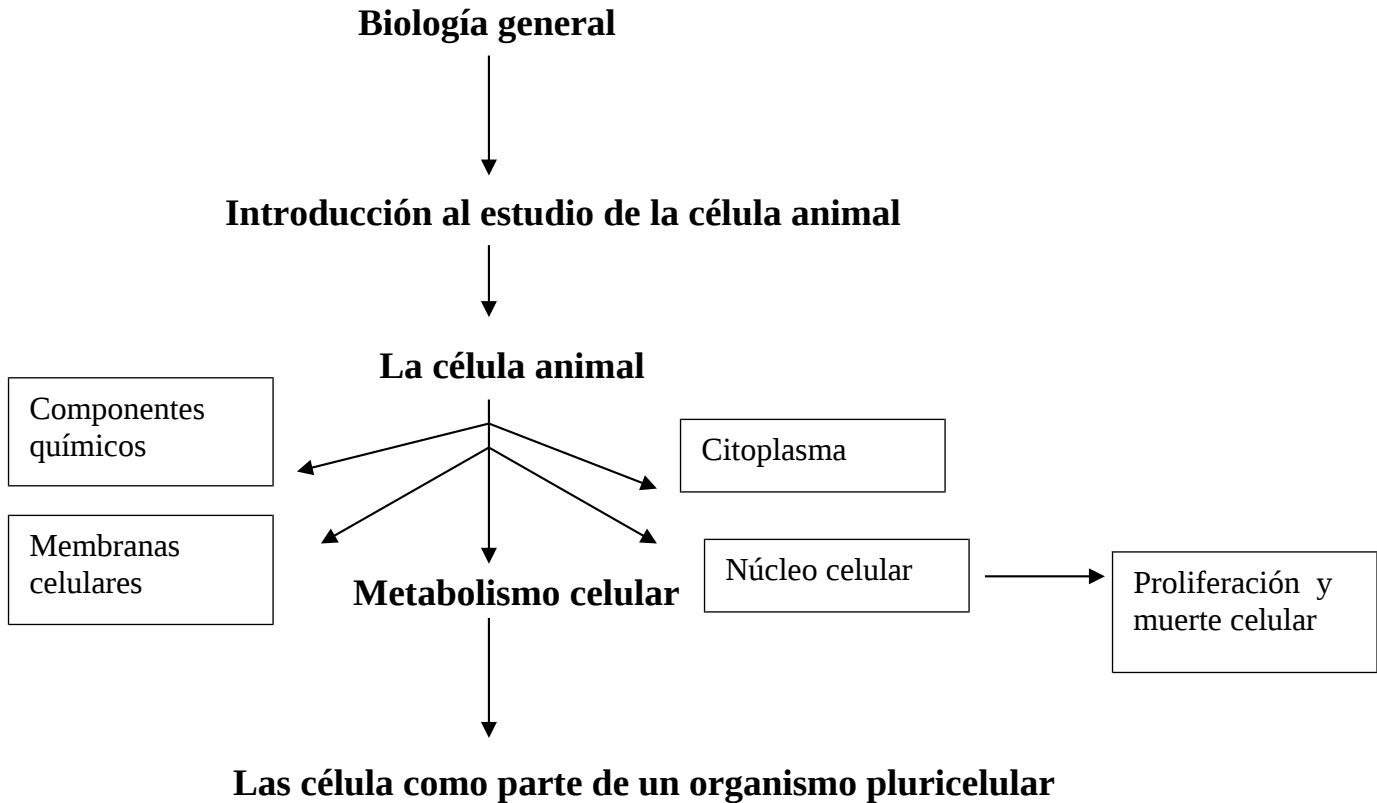 Biología general
Introducción al estudio de la célula animal
La célula animal
Componentes
químicos
Citoplasma
Membranas
celulares
Metabolismo celular
Núcleo celular
Proliferación  y
muerte celular
Las célula como parte de un organismo pluricelular